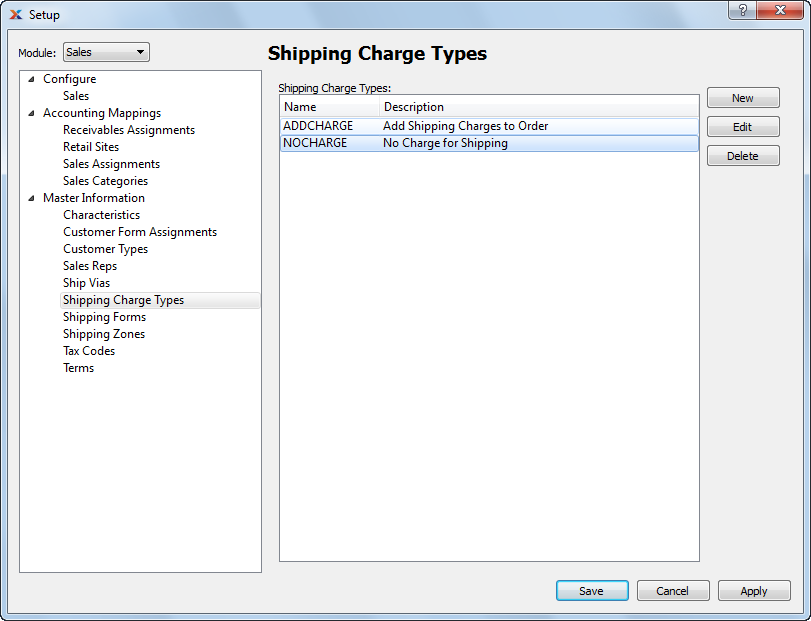 Setup
?
Module: Sales
Shipping Charge Types
Configure
Sales
Accounting Mappings
Receivables Assignments
Retail Sites
Sales Assignments
Sales Categories
Master Information
Characteristics
Customer Form Assignments
Customer Types
Sales Reps
Ship Vias
Shipping Charge Types
Shipping Forms
Shipping Zones
Tax Codes
Terms
Shipping Charge Types:
Name Description
ADDCHARGE Add Shipping Charges to Order
NOCHARGE No Charge for Shipping
New
Edit
Delete
Save Cancel Apply